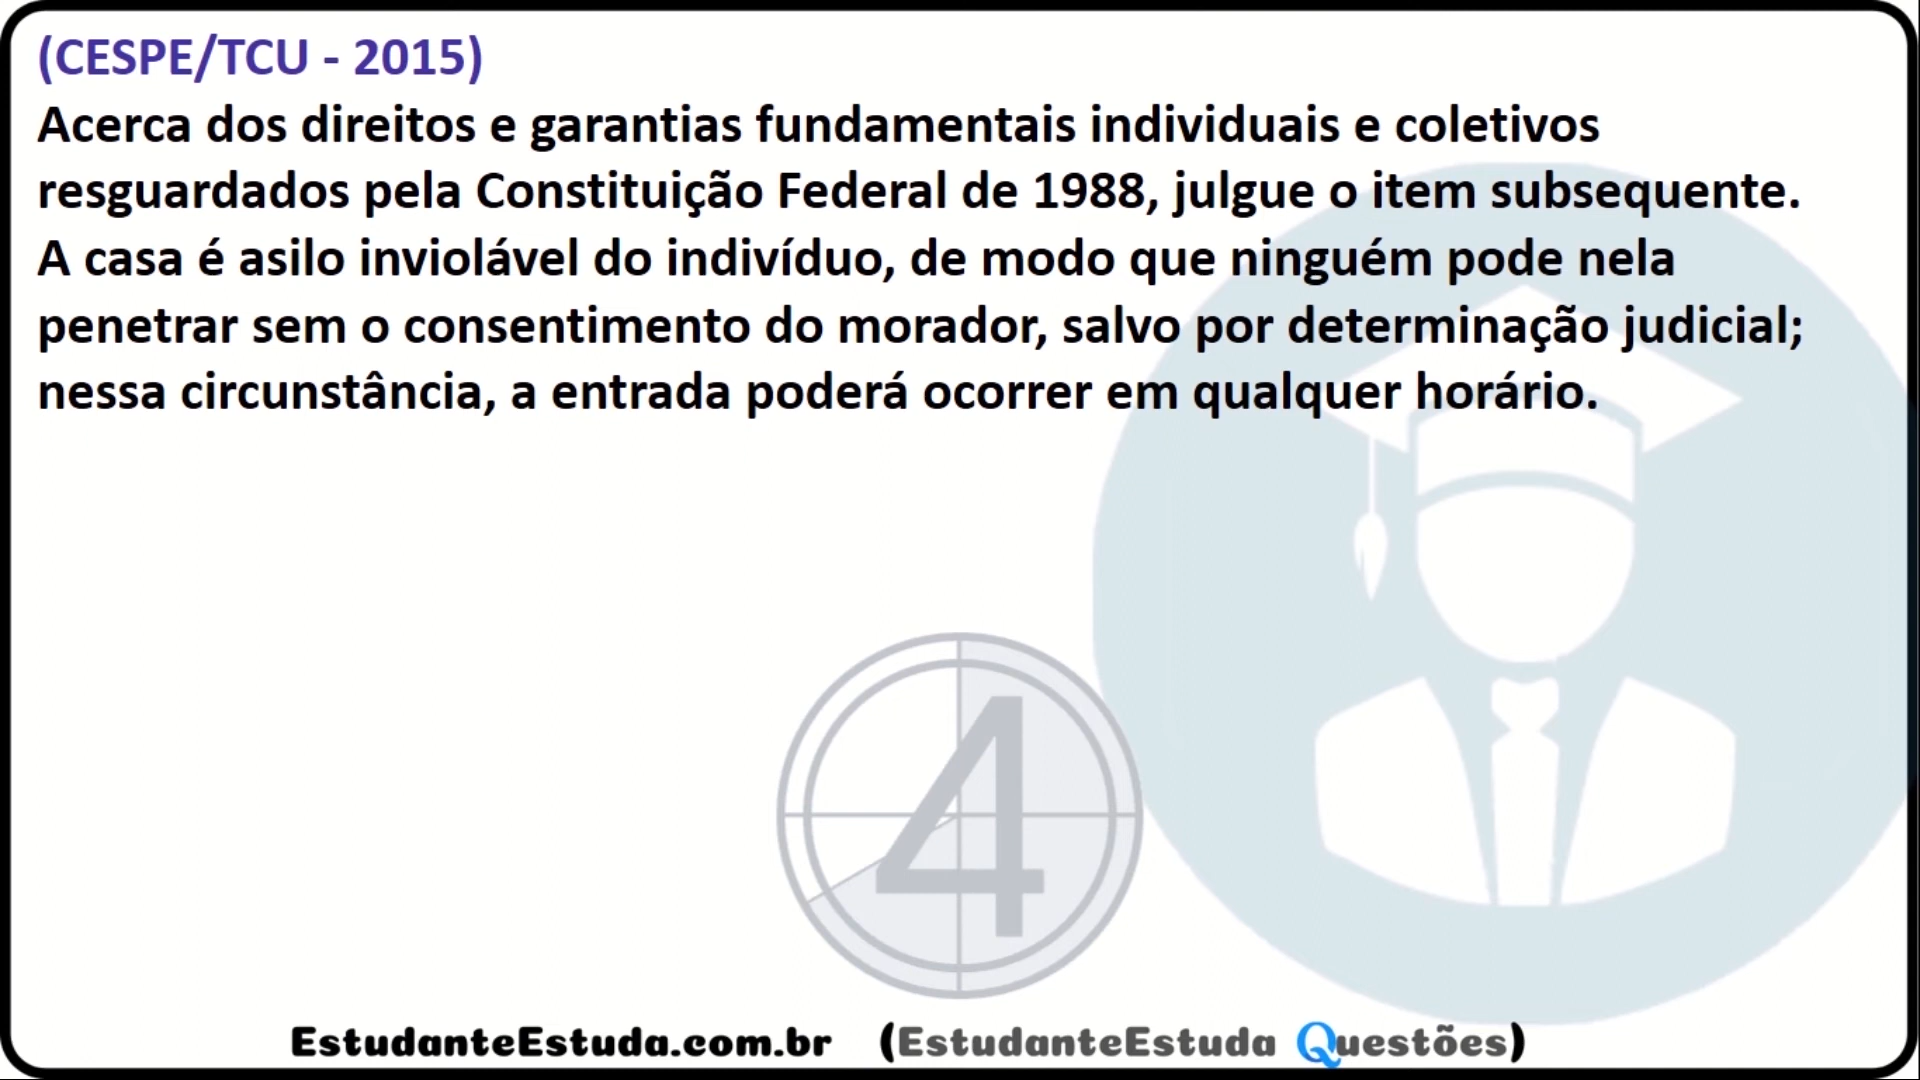 (CESPE/TCU - 2015)
Acerca dos direitos e garantias fundamentais individuais e coletivos
resguardados pela Constituição Federal de 1988, julgue o item subsequente.
A casa é asilo inviolável do indivíduo, de modo que ninguém pode nela
penetrar sem o consentimento do morador, salvo por determinação judicial;
nessa circunstância, a entrada poderá ocorrer em qualquer horário.
4
EstudanteEstuda.com.br (EstudanteEstuda Questões)